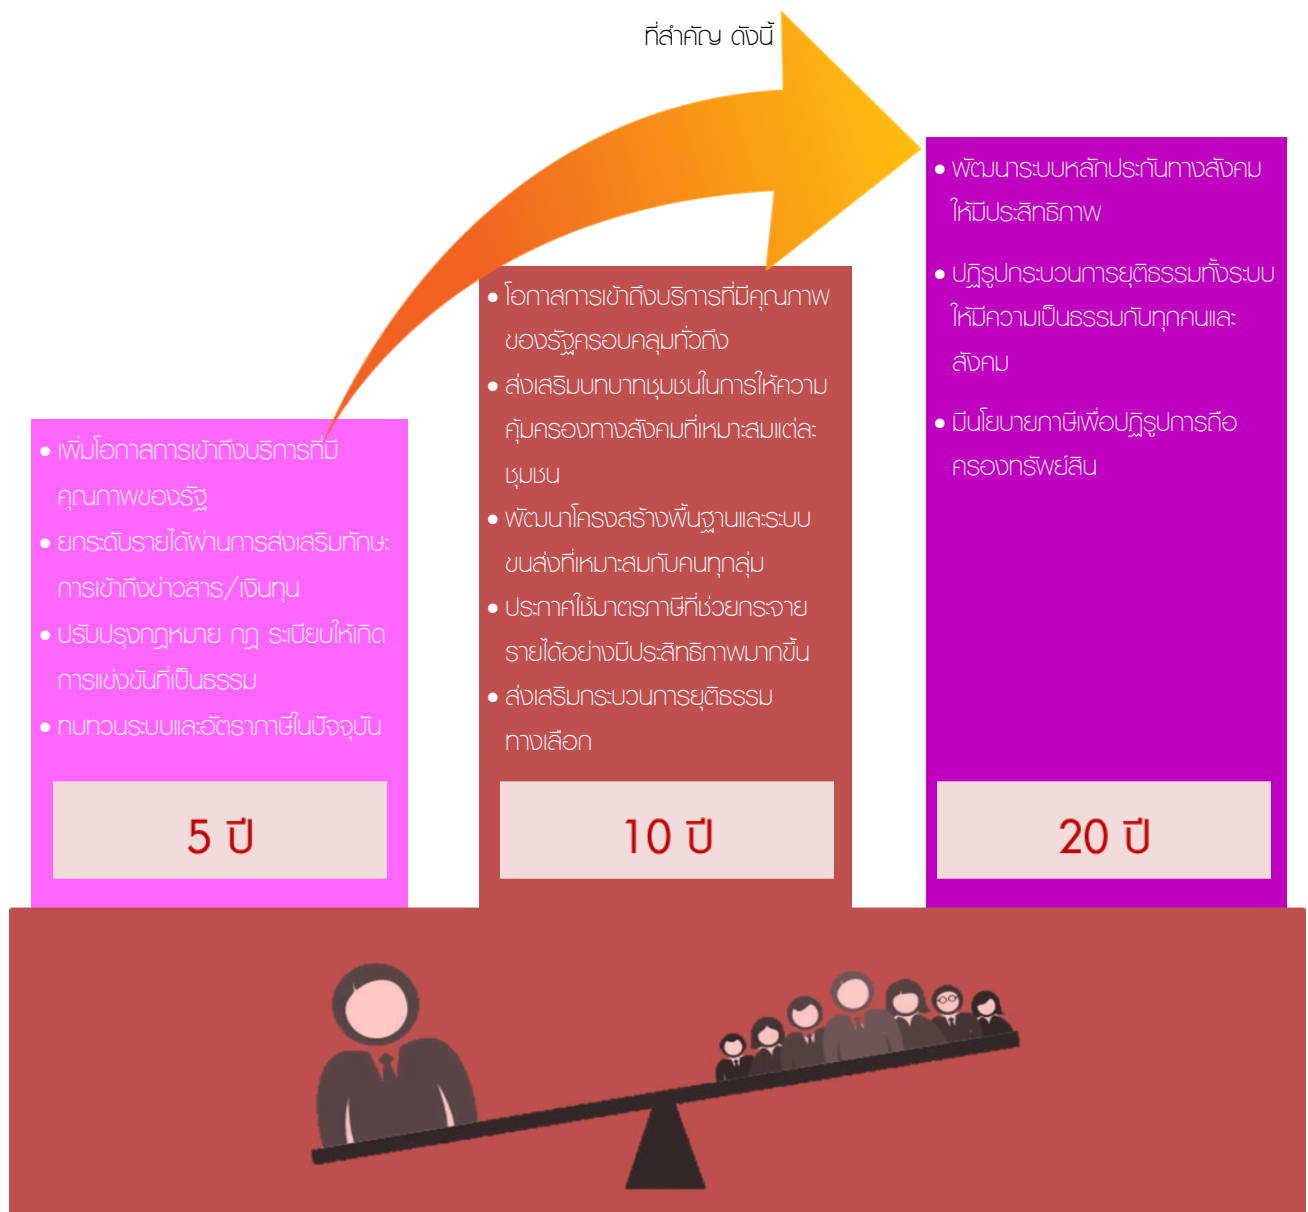 ที่สำคัญ ดังนี้
• เพิ่มโอกาสการเข้าถึงบริการที่มี
คุณภาพของรัฐ
• ยกระดับรายได้ผ่านการส่งเสริมทักษะ
การเข้าถึงข่าวสาร/เงินทุน
• ปรับปรุงกฎหมาย กฎ ระเบียบให้เกิด
การแข่งขันที่เป็นธรรม
• ทบทวนระบบและอัตราภาษีในปัจจุบัน
5 ปี
• โอกาสการเข้าถึงบริการที่มีคุณภาพ
ของรัฐครอบคลุมทั่วถึง
• ส่งเสริมบทบาทชุมชนในการให้ความ
คุ้มครองทางสังคมที่เหมาะสมแต่ละ
ชุมชน
• พัฒนาโครงสร้างพื้นฐานและระบบ
ขนส่งที่เหมาะสมกับคนทุกลุ่ม
• ประกาศใช้มาตรภาษีที่ช่วยกระจาย
รายได้อย่างมีประสิทธิภาพมากขึ้น
• ส่งเสริมกระบวนการยุติธรรม
ทางเลือก
10 ปี
• พัฒนาระบบหลักประกันทางสังคม
ให้มีประสิทธิภาพ
• ปฏิรูปกระบวนการยุติธรรมทั้งระบบ
ให้มีความเป็นธรรมกับทุกคนและ
สังคม
• มีนโยบายภาษีเพื่อปฏิรูปการถือ
ครองทรัพย์สิน
20 ปี